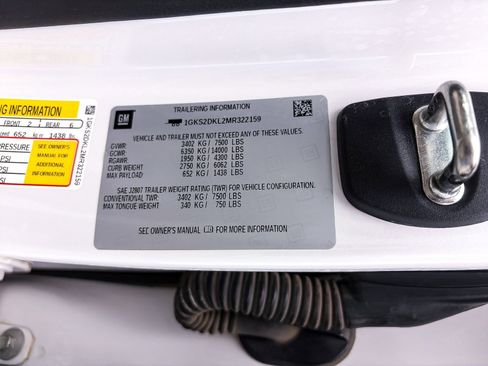 ING INFORMATION
FRONT 2 REAR 6
652 kg or 1438 lbs.
PSI
PSI
PSI
SEE OWNER'S
MANUAL FOR
ADDITIONAL
INFORMATION
1GKS2DKL2MR322159
TRAILERING INFORMATION
GM
1GKS2DKL2MR322159
VEHICLE AND TRAILER MUST NOT EXCEED ANY OF THESE VALUES.
GVWR: 3402 KG / 7500 LBS
GCWR: 6350 KG / 14000 LBS
RGAWR: 1950 KG / 4300 LBS
CURB WEIGHT: 2750 KG / 6062 LBS
MAX PAYLOAD: 652 KG / 1438 LBS
SAE J2807 TRAILER WEIGHT RATING (TWR) FOR VEHICLE CONFIGURATION.
CONVENTIONAL TWR: 3402 KG / 7500 LBS
MAX TONGUE WEIGHT: 340 KG / 750 LBS
SEE OWNER'S MANUAL FOR MORE INFORMATION.